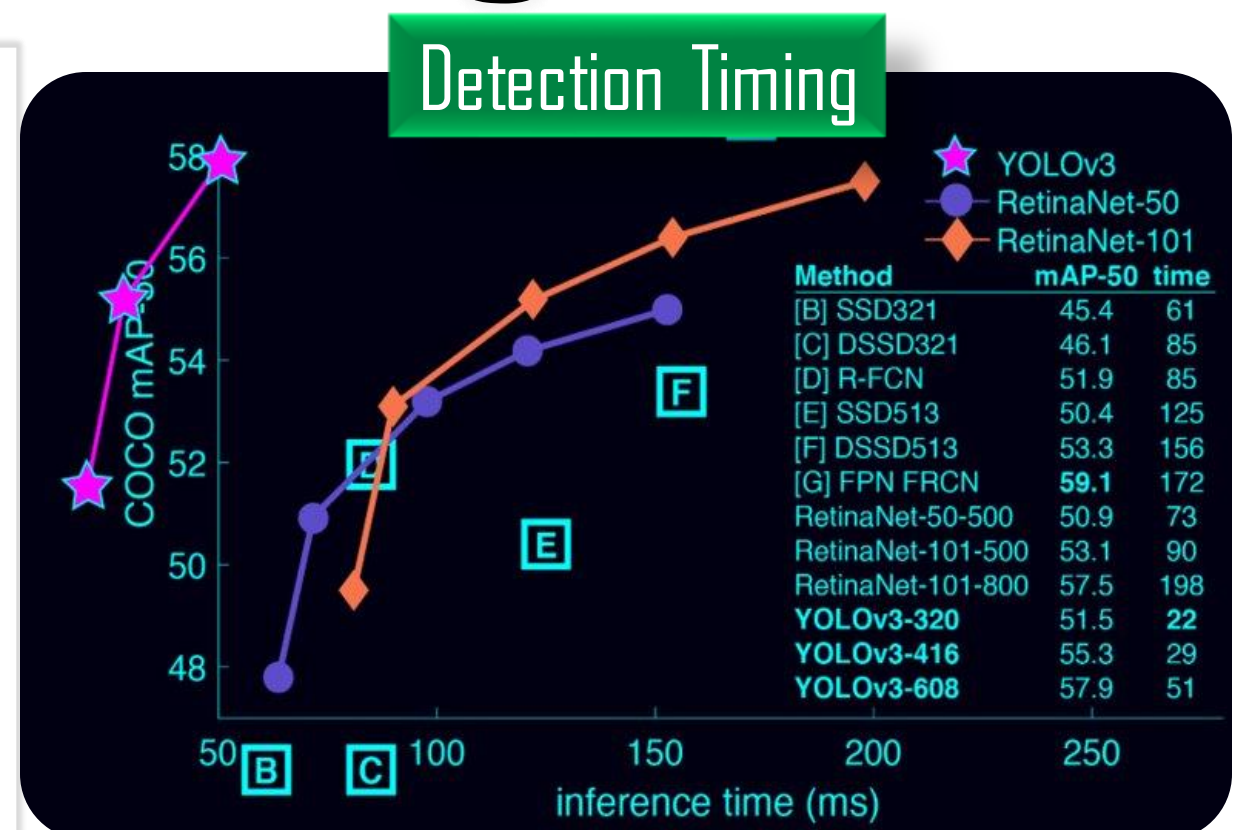 Detection Timing
58
56
54
52
50
48
COCO mAP-50
YOLOv3
RetinaNet-50
RetinaNet-101
Method mAP-50 time
[B] SSD321 45.4 61
[C] DSSD321 46.1 85
[D] R-FCN 51.9 85
[E] SSD513 50.4 125
[F] DSSD513 53.3 156
[G] FPN FRCN 59.1 172
RetinaNet-50-500 50.9 73
RetinaNet-101-500 53.1 90
RetinaNet-101-800 57.5 198
YOLOv3-320 51.5 22
YOLOv3-416 55.3 29
YOLOv3-608 57.9 51
F
D
E
50 B C 100 150 200 250
inference time (ms)